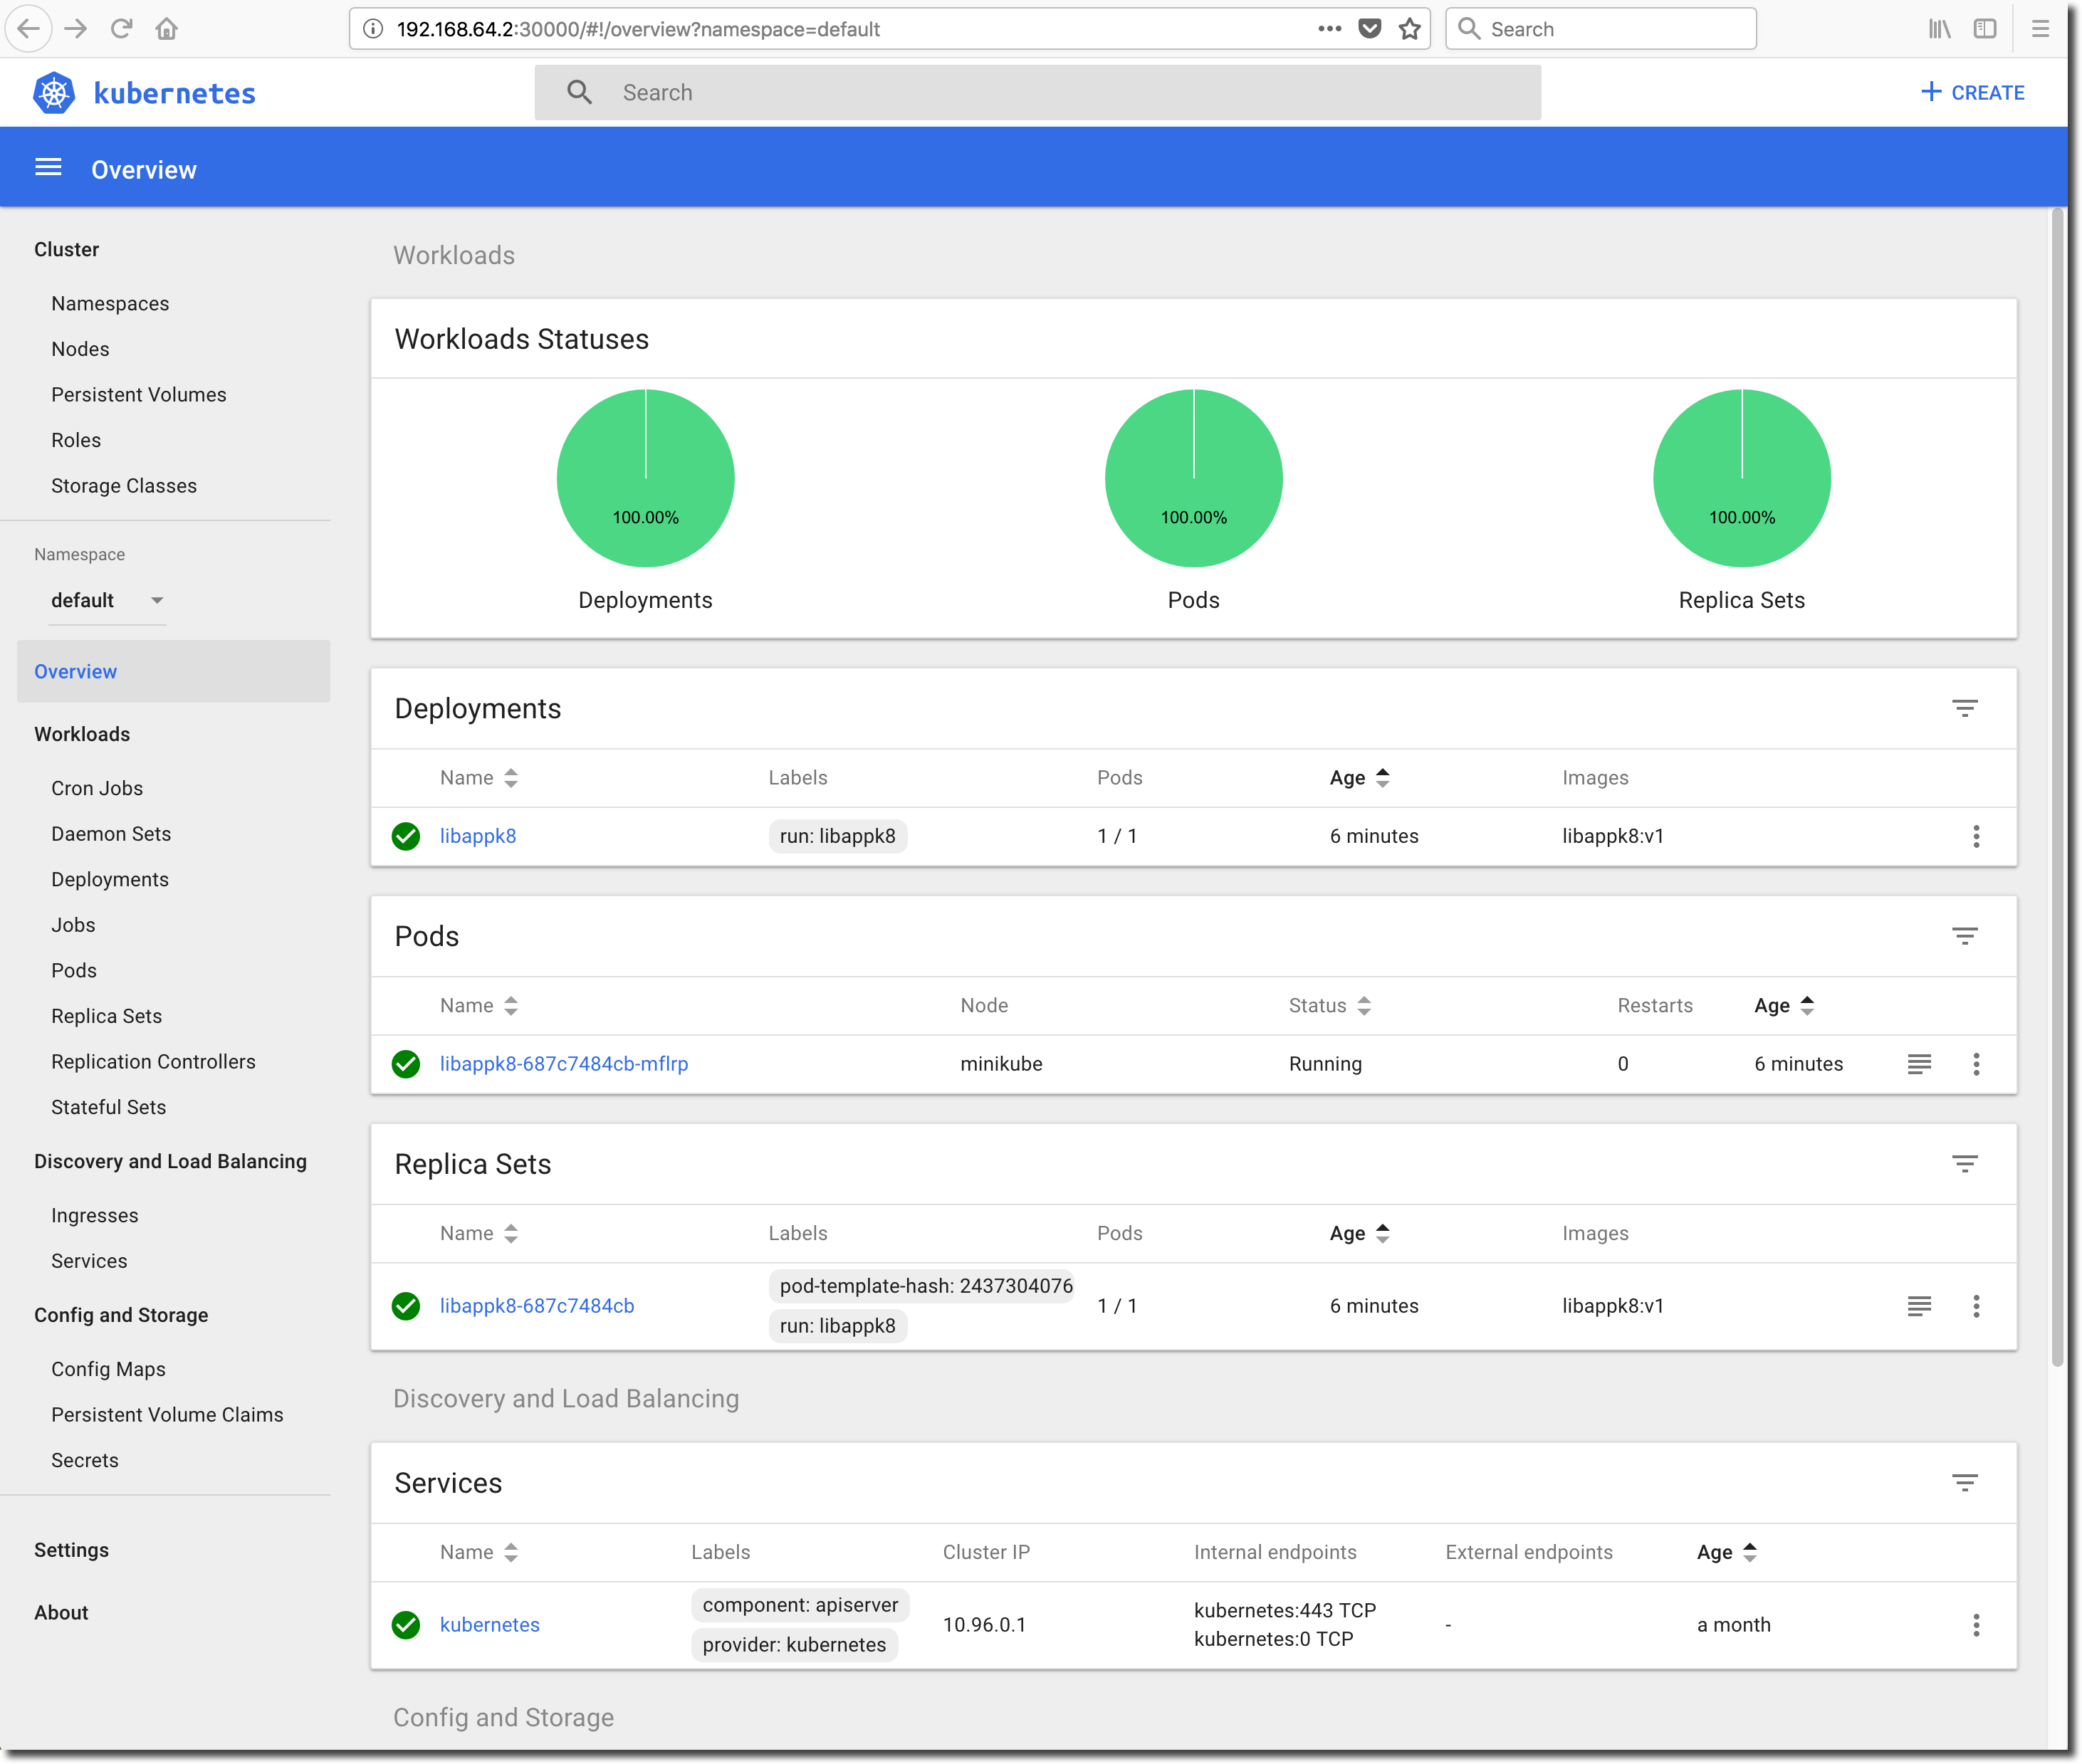 192.168.64.2:30000/#!/overview?namespace=default
Search
kubernetes
Search
CREATE
Overview
Cluster
Namespaces
Nodes
Persistent Volumes
Roles
Storage Classes
Namespace
default
Overview
Workloads
Cron Jobs
Daemon Sets
Deployments
Jobs
Pods
Replica Sets
Replication Controllers
Stateful Sets
Discovery and Load Balancing
Ingresses
Services
Config and Storage
Config Maps
Persistent Volume Claims
Secrets
Settings
About
Workloads
Workloads Statuses
100.00% 100.00% 100.00%
Deployments Pods Replica Sets
Deployments
Name Labels Pods Age Images
libappk8 run: libappk8 1 / 1 6 minutes libappk8:v1
Pods
Name Node Status Restarts Age
libappk8-687c7484cb-mflrp minikube Running 0 6 minutes
Replica Sets
Name Labels Pods Age Images
libappk8-687c7484cb pod-template-hash: 2437304076 1 / 1 6 minutes libappk8:v1
run: libappk8
Discovery and Load Balancing
Services
Name Labels Cluster IP Internal endpoints External endpoints Age
kubernetes component: apiserver 10.96.0.1 kubernetes:443 TCP - a month
provider: kubernetes kubernetes:0 TCP
Config and Storage